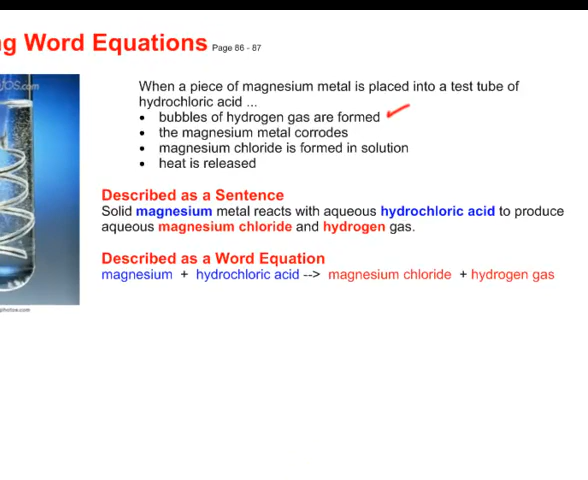 ng Word Equations Page 86 - 87
When a piece of magnesium metal is placed into a test tube of
hydrochloric acid ...
• bubbles of hydrogen gas are formed
• the magnesium metal corrodes
• magnesium chloride is formed in solution
• heat is released
Described as a Sentence
Solid magnesium metal reacts with aqueous hydrochloric acid to produce
aqueous magnesium chloride and hydrogen gas.
Described as a Word Equation
magnesium + hydrochloric acid --> magnesium chloride + hydrogen gas
photos.com